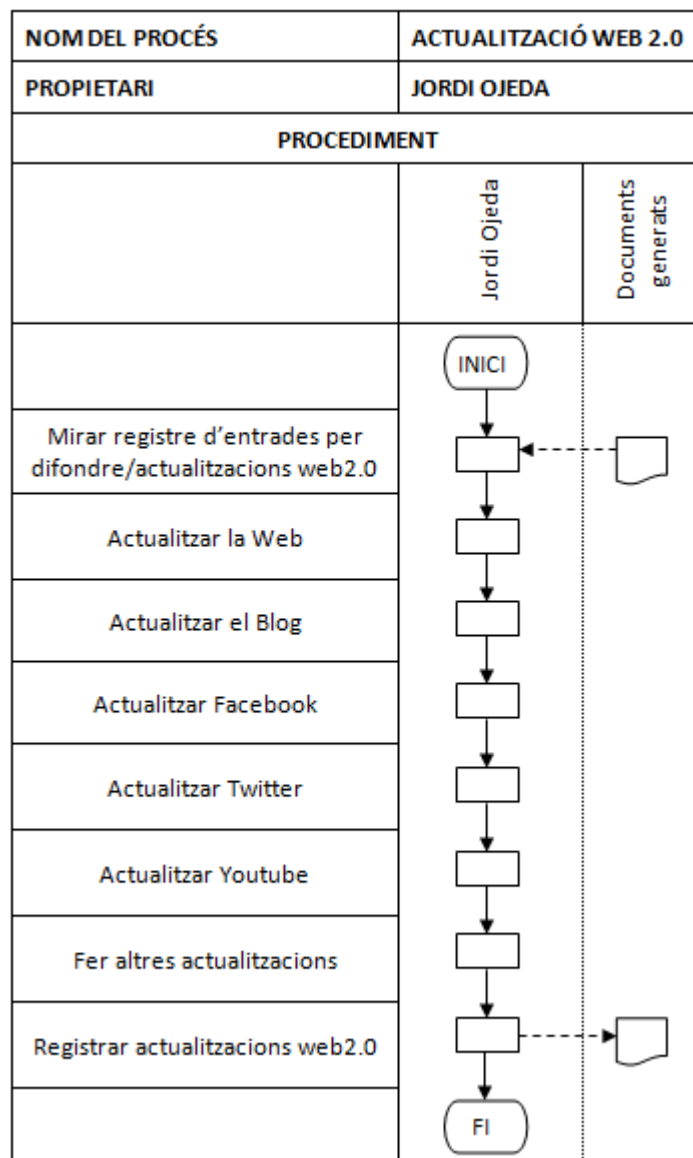 NOM DEL PROCÉS
ACTUALITZACIÓ WEB 2.0
PROPIETARI
JORDI OJEDA
PROCEDIMENT
Jordi Ojeda
Documents
generats
INICI
Mirar registre d’entrades per
difondre/actualitzacions web2.0
Actualitzar la Web
Actualitzar el Blog
Actualitzar Facebook
Actualitzar Twitter
Actualitzar Youtube
Fer altres actualitzacions
Registrar actualitzacions web2.0
FI